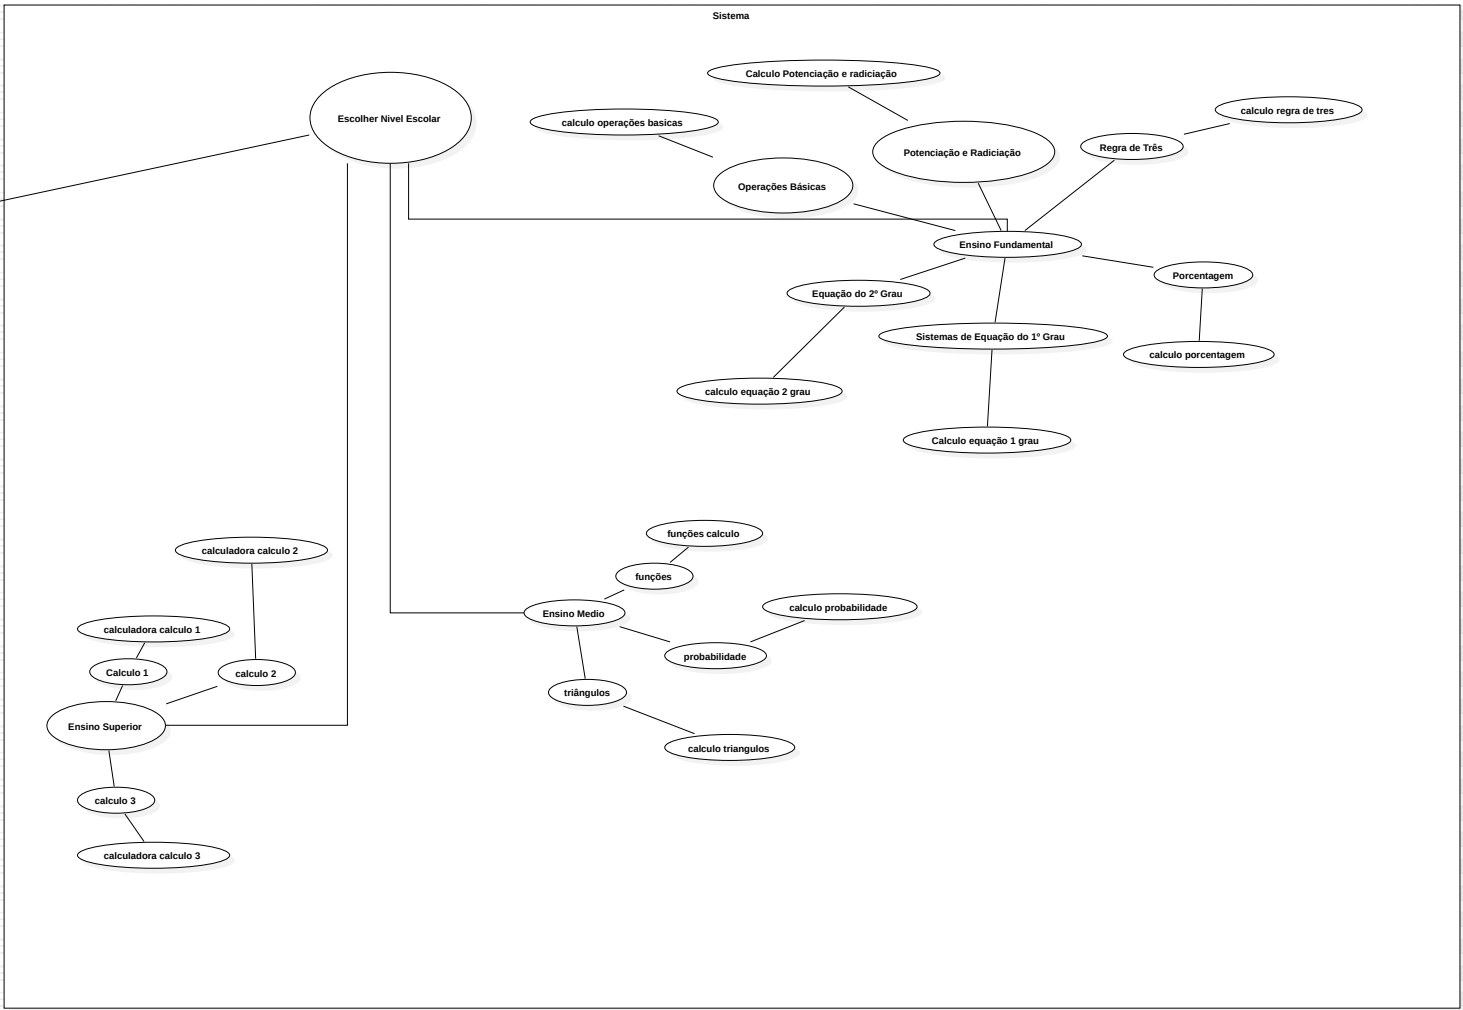 Sistema
Calculo Potenciação e radiciação
calculo regra de tres
Escolher Nivel Escolar
calculo operações basicas
Regra de Três
Potenciação e Radiciação
Operações Básicas
Ensino Fundamental
Porcentagem
Equação do 2º Grau
Sistemas de Equação do 1º Grau
calculo porcentagem
calculo equação 2 grau
Calculo equação 1 grau
funções calculo
calculadora calculo 2
funções
calculo probabilidade
Ensino Medio
calculadora calculo 1
probabilidade
Calculo 1
calculo 2
triângulos
Ensino Superior
calculo triangulos
calculo 3
calculadora calculo 3